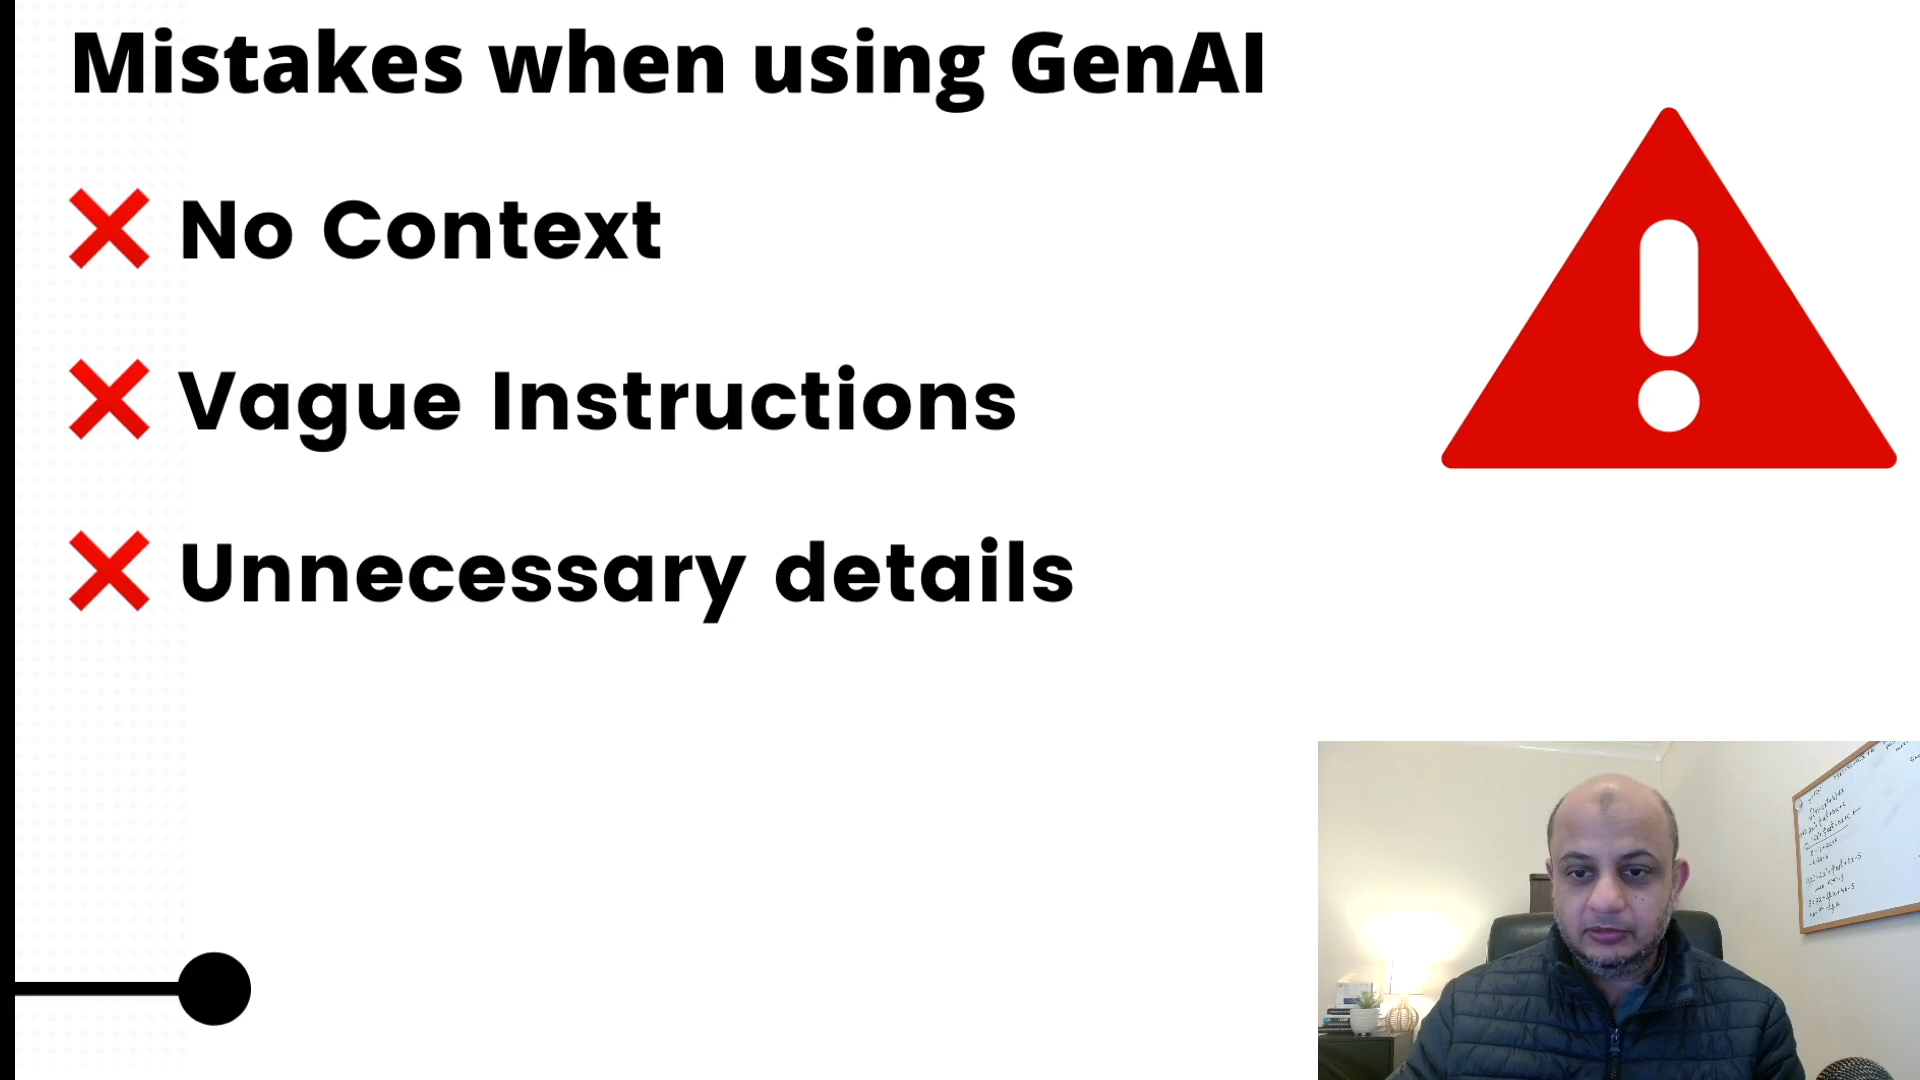 Mistakes when using GenAI
No Context
Vague Instructions
Unnecessary details